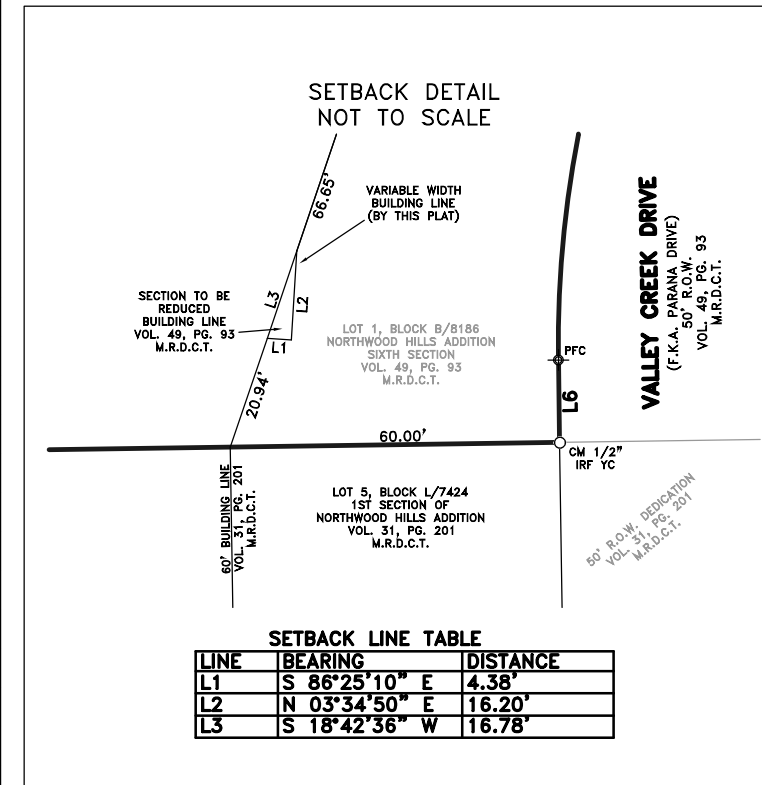 SETBACK DETAIL
NOT TO SCALE
66.65'
VARIABLE WIDTH
BUILDING LINE
(BY THIS PLAT)
VALLEY CREEK DRIVE
(F.K.A. PARANA DRIVE)
50' R.O.W.
VOL. 49, PG. 93
M.R.D.C.T.
SECTION TO BE
REDUCED
BUILDING LINE
VOL. 49, PG. 93
M.R.D.C.T.
L3
L2
L1
LOT 1, BLOCK B/8186
NORTHWOOD HILLS ADDITION
SIXTH SECTION
VOL. 49, PG. 93
M.R.D.C.T.
PFC
L6
20.94'
60.00'
CM 1/2"
IRF YC
60' BUILDING LINE
VOL. 31, PG. 201
M.R.D.C.T.
LOT 5, BLOCK L/7424
1ST SECTION OF
NORTHWOOD HILLS ADDITION
VOL. 31, PG. 201
M.R.D.C.T.
50' R.O.W. DEDICATION
VOL. 31, PG. 201
M.R.D.C.T.
SETBACK LINE TABLE
LINE BEARING DISTANCE
L1 S 86°25'10" E 4.38'
L2 N 03°34'50" E 16.20'
L3 S 18°42'36" W 16.78'